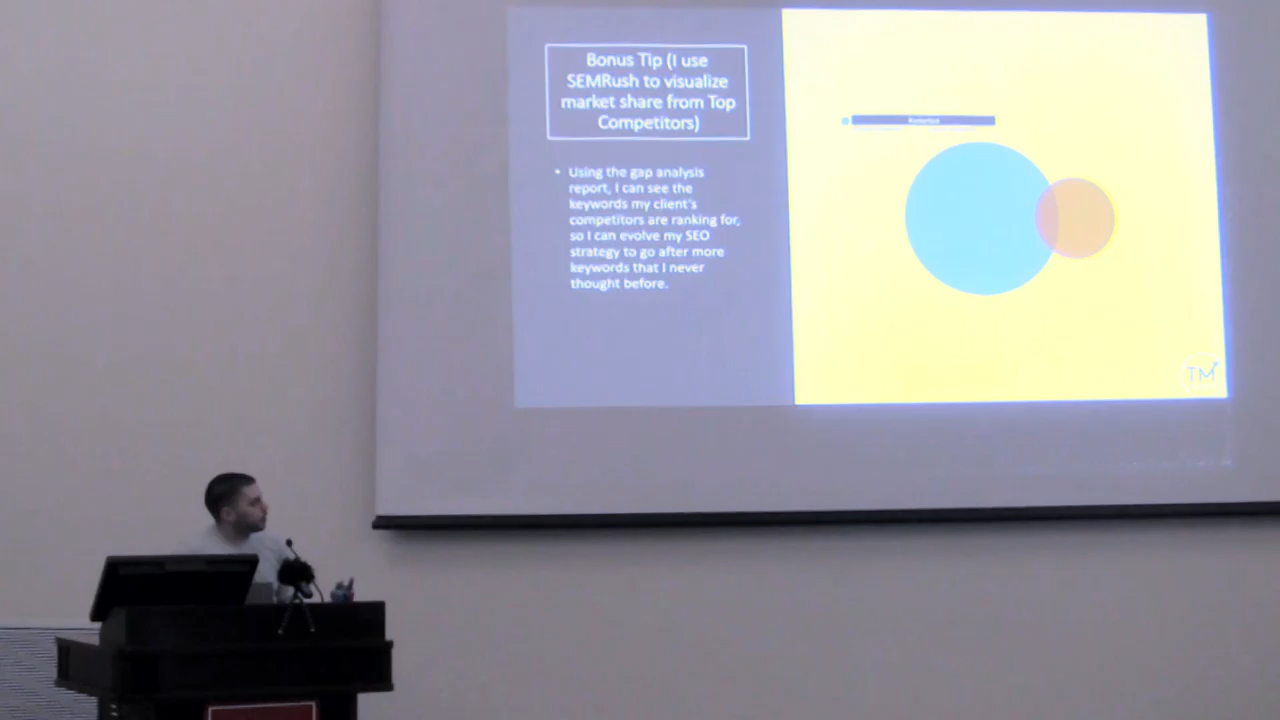 Bonus Tip (I use
SEMRush to visualize
market share from Top
Competitors)
• Using the gap analysis
report, I can see the
keywords my client's
competitors are ranking for,
so I can evolve my SEO
strategy to go after more
keywords that I never
thought before.
TM